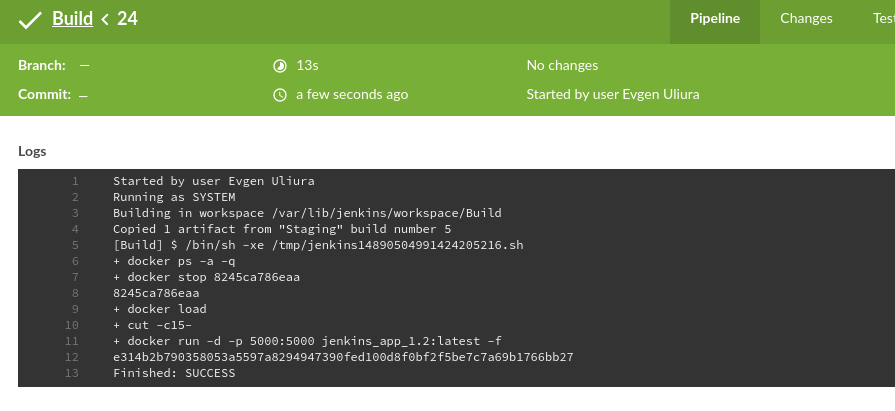 Build < 24
Pipeline
Changes
Branch: —
13s
No changes
Commit: —
a few seconds ago
Started by user Evgen Uliura
Logs
1 Started by user Evgen Uliura
2 Running as SYSTEM
3 Building in workspace /var/lib/jenkins/workspace/Build
4 Copied 1 artifact from "Staging" build number 5
5 [Build] $ /bin/sh -xe /tmp/jenkins14890504991424205216.sh
6 + docker ps -a -q
7 + docker stop 8245ca786eaa
8 8245ca786eaa
9 + docker load
10 + cut -c15-
11 + docker run -d -p 5000:5000 jenkins_app_1.2:latest -f
12 e314b2b790358053a5597a8294947390fed100d8f0bf2f5be7c7a69b1766bb27
13 Finished: SUCCESS